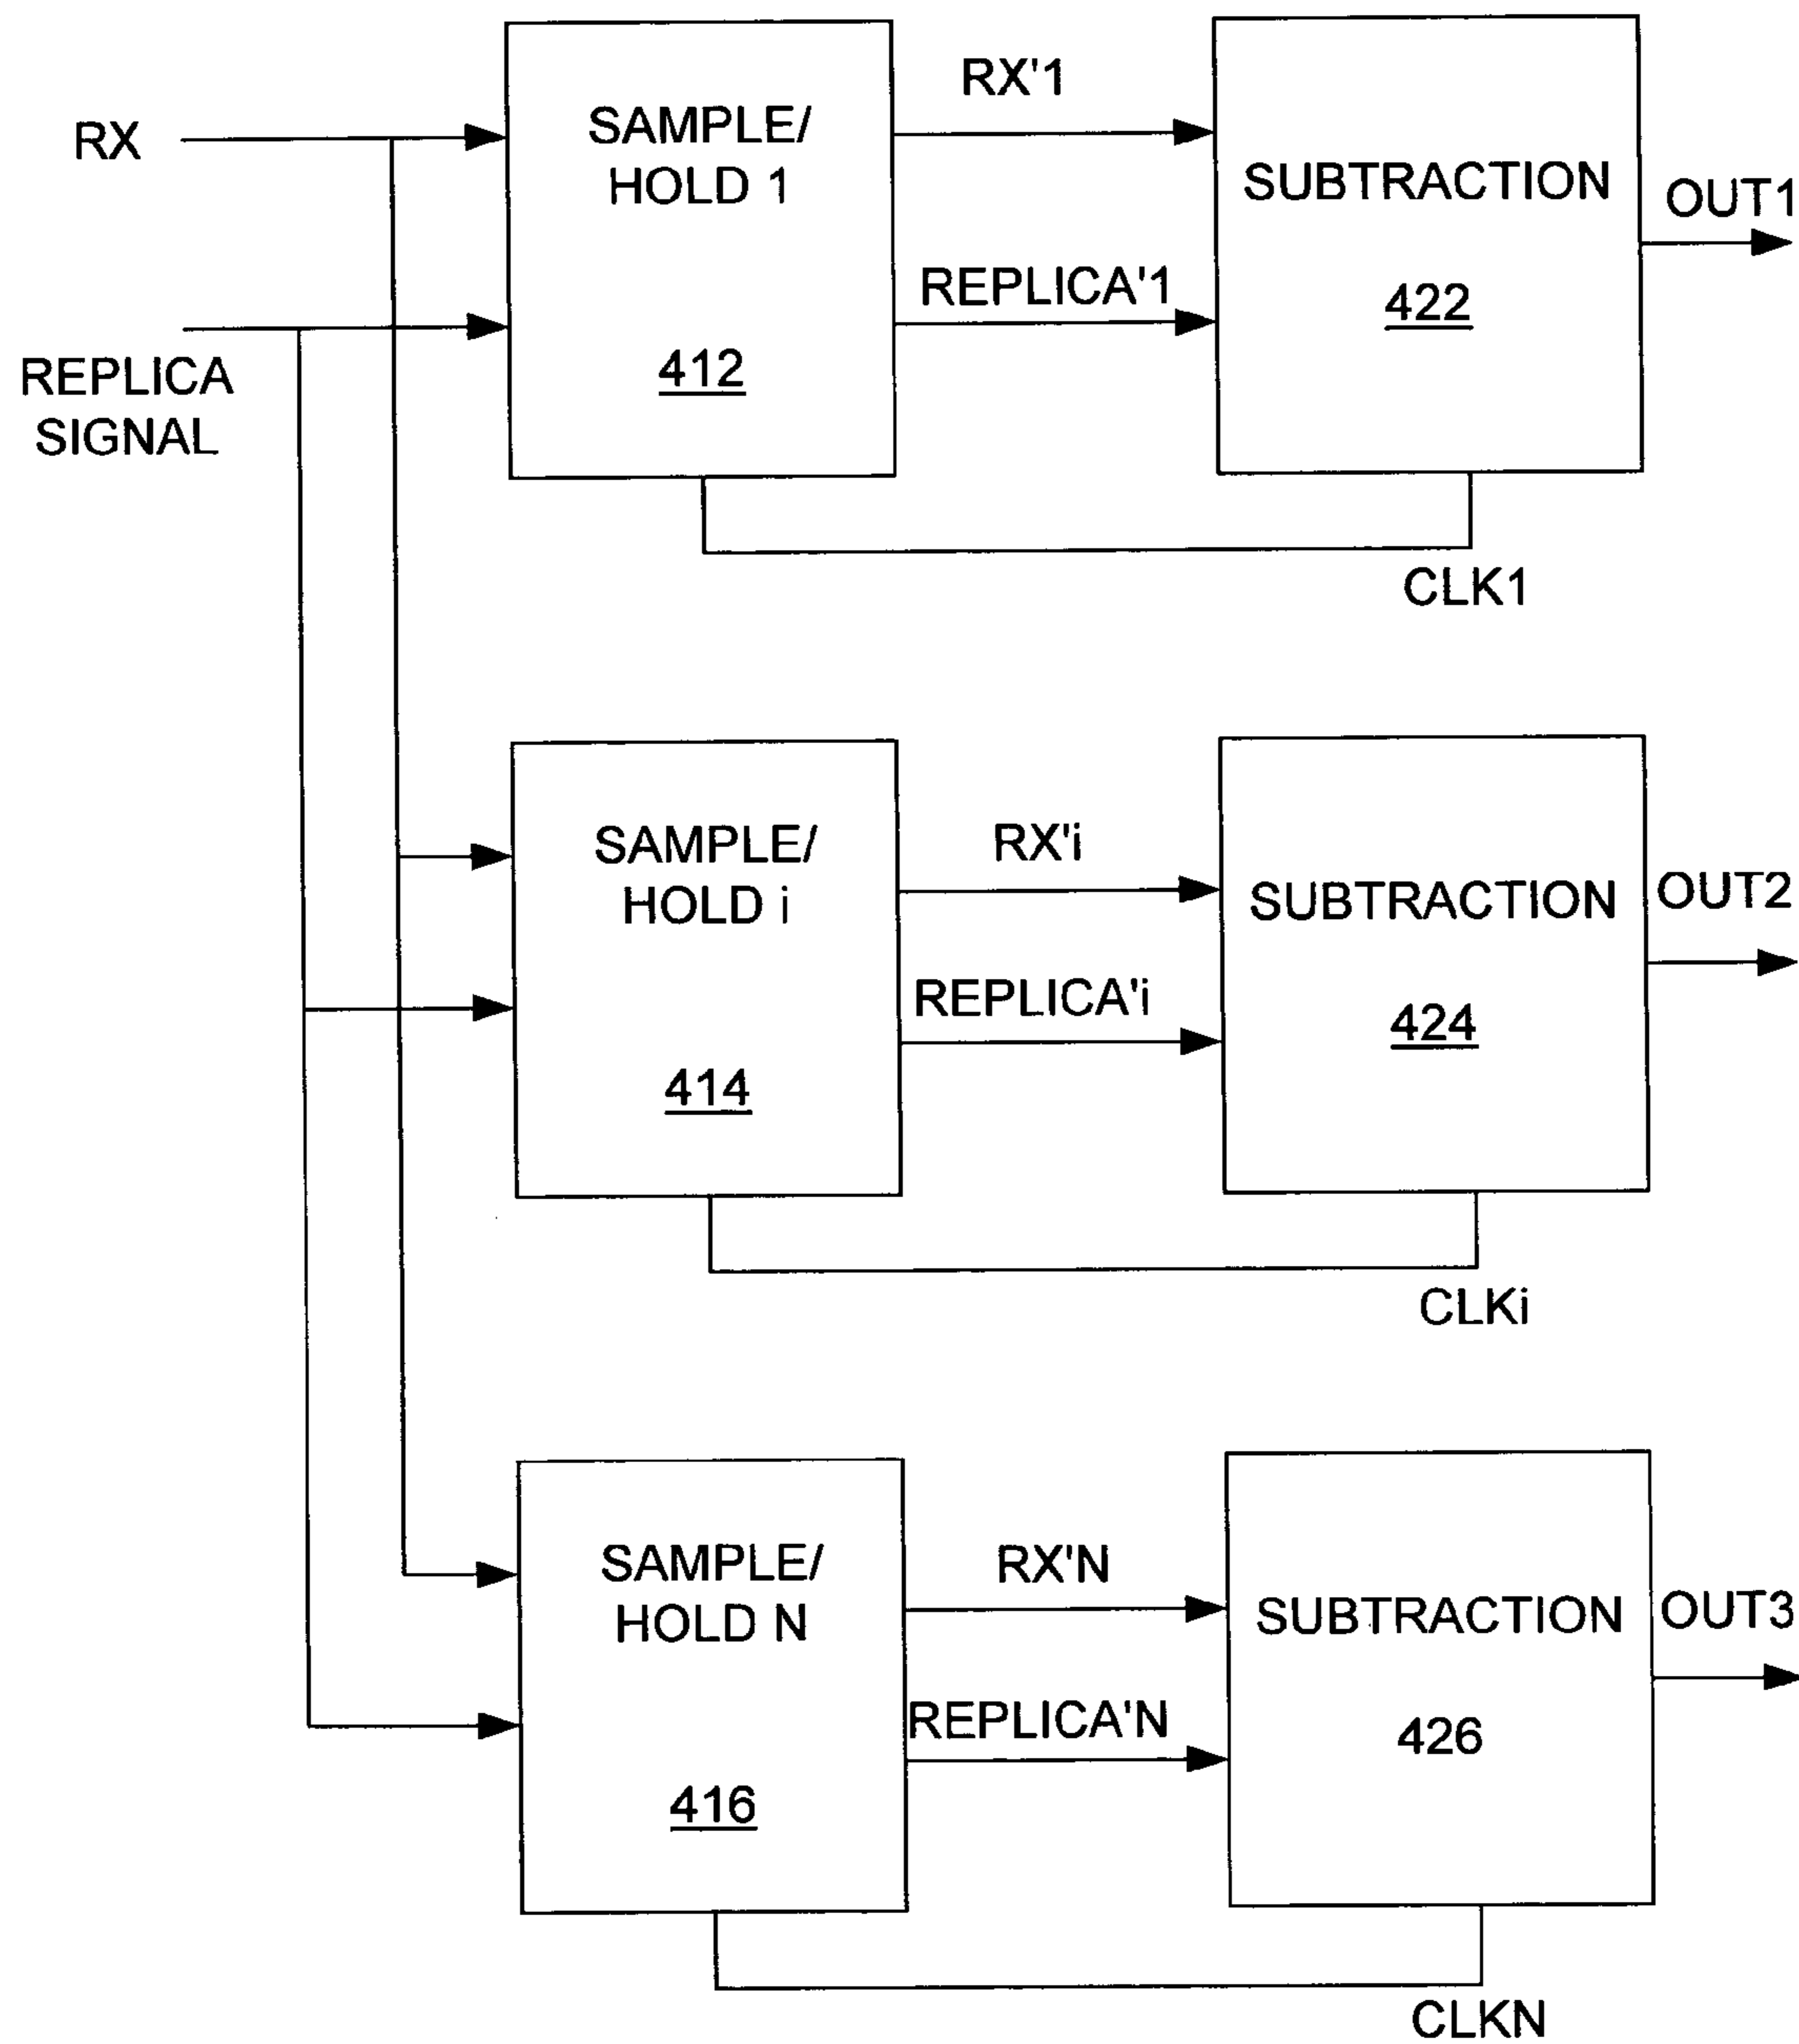 RX
REPLICA
SIGNAL
SAMPLE/
HOLD 1
412
RX'1
REPLICA'1
SUBTRACTION
422
OUT1
CLK1
SAMPLE/
HOLD i
414
RX'i
REPLICA'i
SUBTRACTION
424
OUT2
CLKi
SAMPLE/
HOLD N
416
RX'N
REPLICA'N
SUBTRACTION
426
OUT3
CLKN